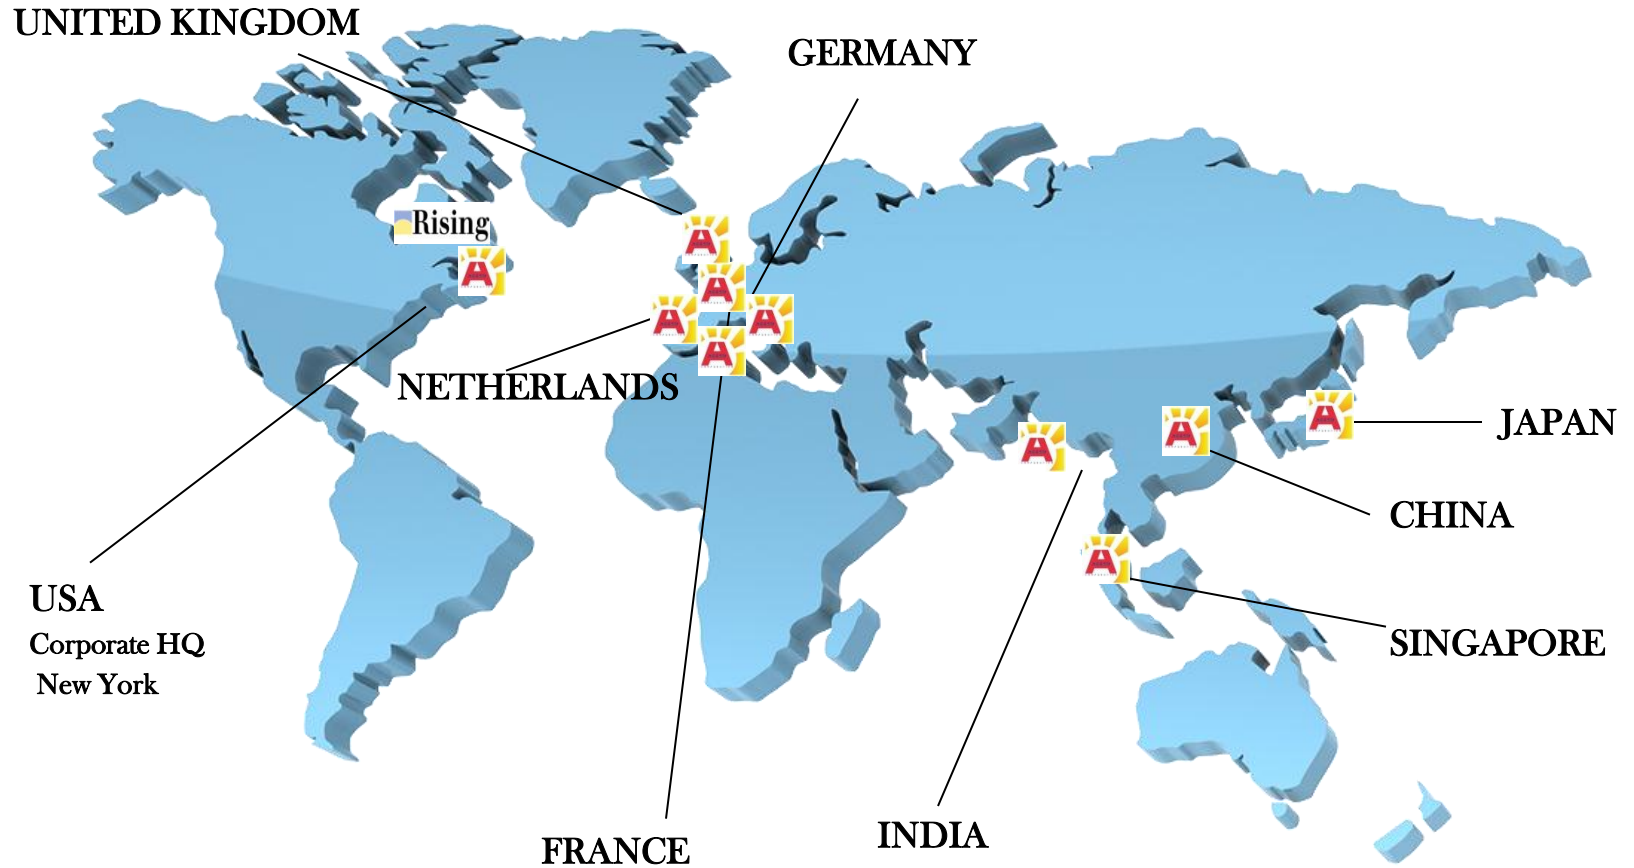 UNITED KINGDOM
GERMANY
Rising
A
A
A
A
A
A
NETHERLANDS
A
A
A
JAPAN
CHINA
A
USA
Corporate HQ
New York
SINGAPORE
INDIA
FRANCE